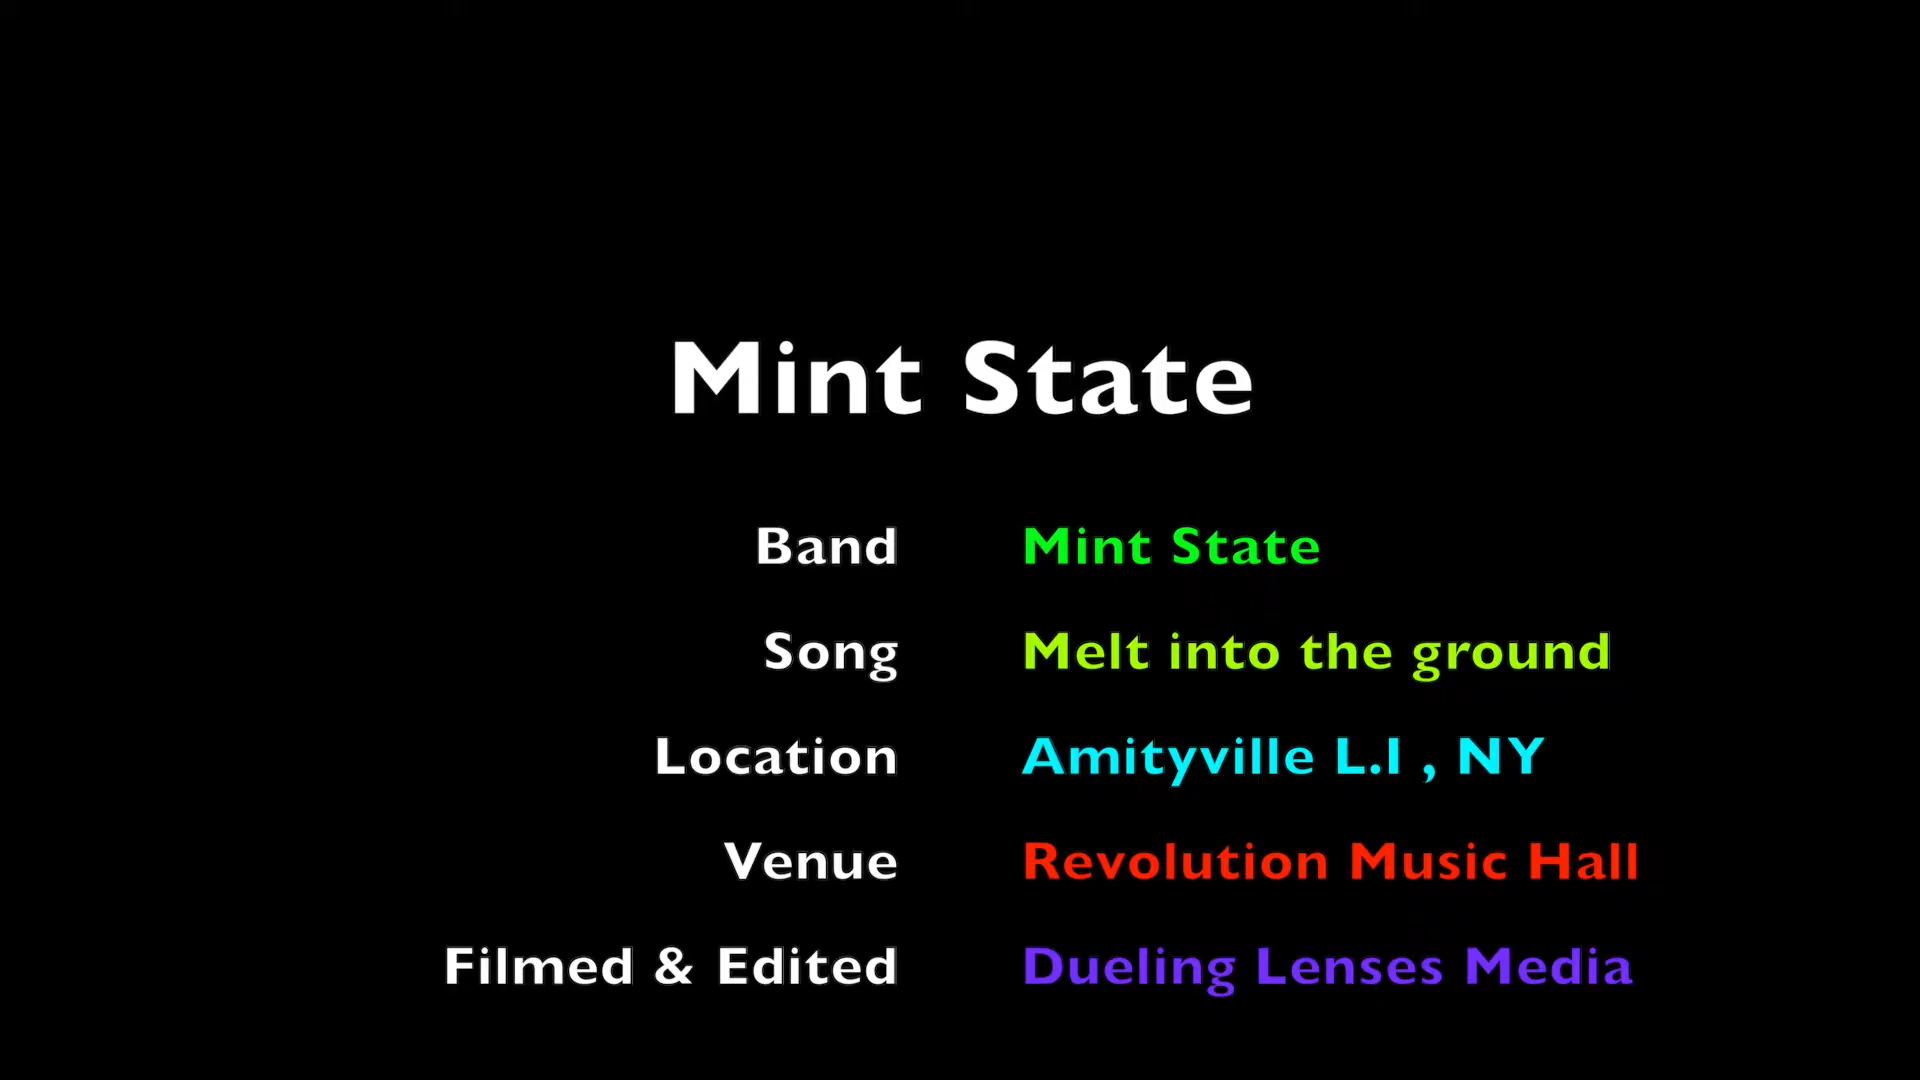 Mint State
Band Mint State
Song Melt into the ground
Location Amityville L.I , NY
Venue Revolution Music Hall
Filmed & Edited Dueling Lenses Media